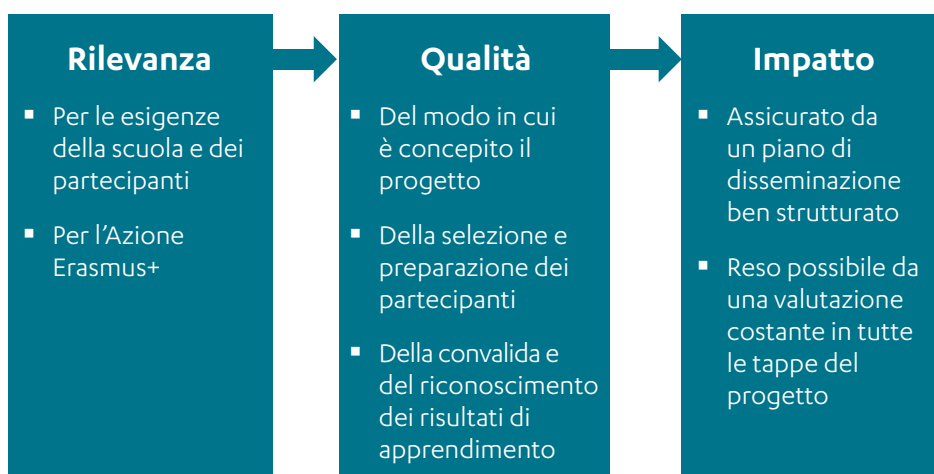 Rilevanza
▪ Per le esigenze
della scuola e dei
partecipanti
▪ Per l'Azione
Erasmus+
Qualità
▪ Del modo in cui
è concepito il
progetto
▪ Della selezione e
preparazione dei
partecipanti
▪ Della convalida e
del riconoscimento
dei risultati di
apprendimento
Impatto
▪ Assicurato da
un piano di
disseminazione
ben strutturato
▪ Reso possibile da
una valutazione
costante in tutte
le tappe del
progetto